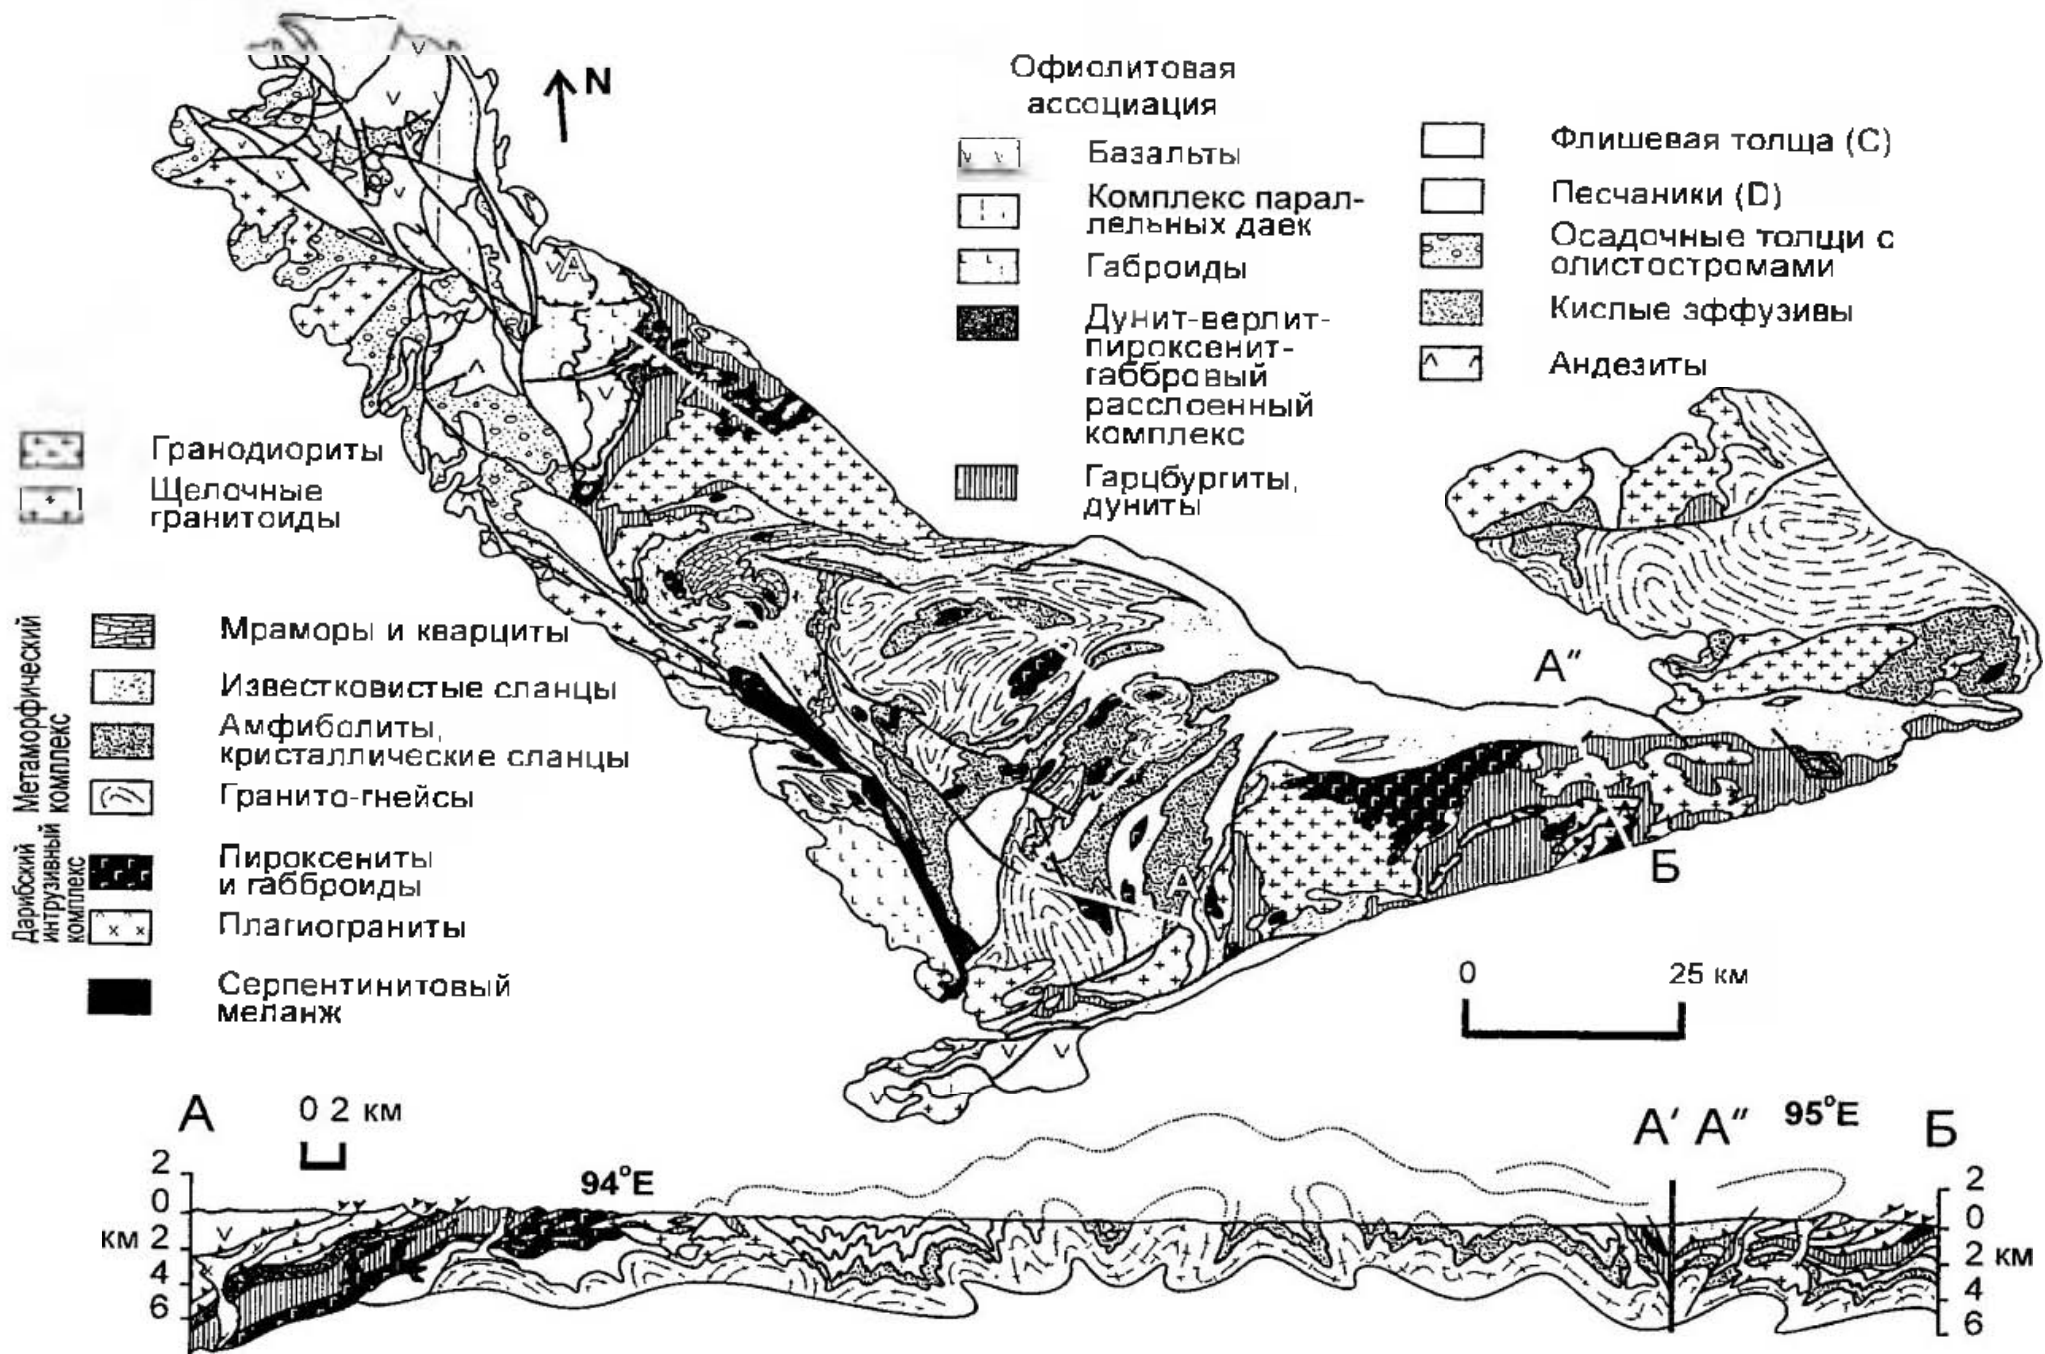 N
А
Офиолитовая
ассоциация
Базальты
Комплекс парал-
лельных даек
Габроиды
Дунит-верлит-
пироксенит-
габбровый
расслоенный
комплекс
Гарцбургиты,
дуниты
Флишевая толща (С)
Песчаники (D)
Осадочные толщи с
олистостромами
Кислые эффузивы
Андезиты
Гранодиориты
Щелочные
гранитоиды
Метаморфический
комплекс
Мраморы и кварциты
Известковистые сланцы
Амфиболиты,
кристаллические сланцы
Гранито-гнейсы
Дарибский
интрузивный
комплекс
Пироксениты
и габброиды
Плагиограниты
Серпентинитовый
меланж
А"
А
Б
0 25 км
А
0 2 км
94°E
А' А"
95°E
Б
2
0
км 2
4
6
2
0
2 км
4
6